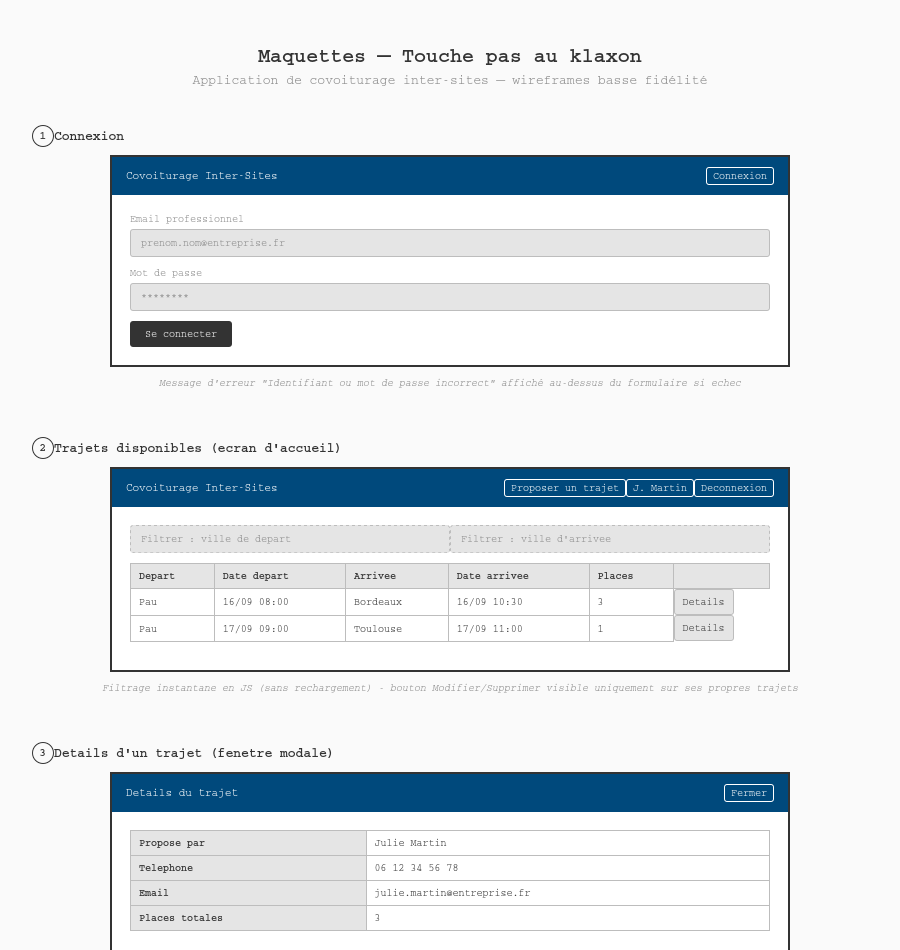 Maquettes — Touche pas au klaxon
Application de covoiturage inter-sites — wireframes basse fidélité
1 Connexion
Covoiturage Inter-Sites Connexion
Email professionnel
prenom.nom@entreprise.fr
Mot de passe
********
Se connecter
Message d'erreur "Identifiant ou mot de passe incorrect" affiché au-dessus du formulaire si echec
2 Trajets disponibles (ecran d'accueil)
Covoiturage Inter-Sites Proposer un trajet J. Martin Deconnexion
Filtrer : ville de depart Filtrer : ville d'arrivee
Depart Date depart Arrivee Date arrivee Places
Pau 16/09 08:00 Bordeaux 16/09 10:30 3 Details
Pau 17/09 09:00 Toulouse 17/09 11:00 1 Details
Filtrage instantane en JS (sans rechargement) - bouton Modifier/Supprimer visible uniquement sur ses propres trajets
3 Details d'un trajet (fenetre modale)
Details du trajet Fermer
Propose par Julie Martin
Telephone 06 12 34 56 78
Email julie.martin@entreprise.fr
Places totales 3